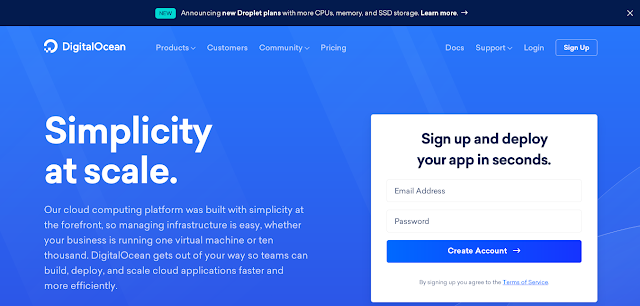 NEW Announcing new Droplet plans with more CPUs, memory, and SSD storage. Learn more. →
DigitalOcean Products Customers Community Pricing Docs Support Login Sign Up
Simplicity
at scale.
Our cloud computing platform was built with simplicity at
the forefront, so managing infrastructure is easy, whether
your business is running one virtual machine or ten
thousand. DigitalOcean gets out of your way so teams can
build, deploy, and scale cloud applications faster and
more efficiently.
Sign up and deploy
your app in seconds.
Email Address
Password
Create Account →
By signing up you agree to the Terms of Service.